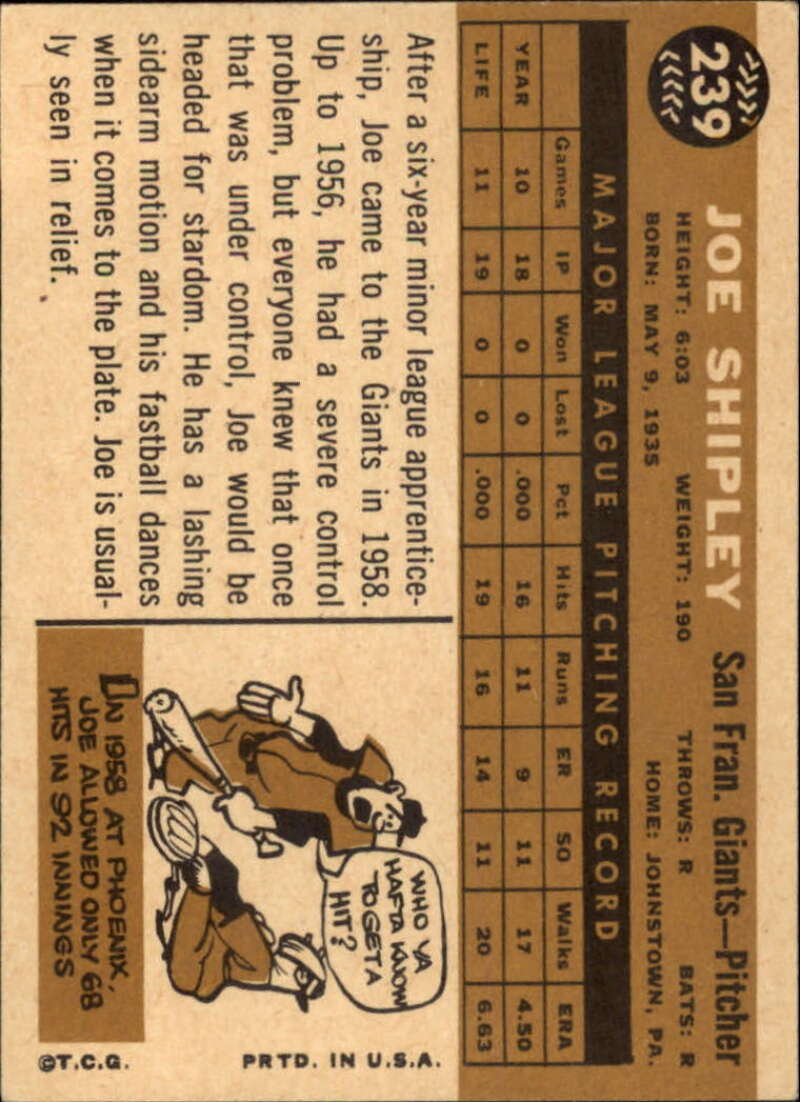 239
JOE SHIPLEY San Fran. Giants—Pitcher
HEIGHT: 6:03 WEIGHT: 190 THROWS: R BATS: R
BORN: MAY 9, 1935 HOME: JOHNSTOWN, PA.
MAJOR LEAGUE PITCHING RECORD
Games IP Won Lost Pct Hits Runs ER SO Walks ERA
YEAR 10 18 0 0 .000 16 11 9 11 17 4.50
LIFE 11 19 0 0 .000 19 16 14 11 20 6.63
After a six-year minor league apprentice-
ship, Joe came to the Giants in 1958.
Up to 1956, he had a severe control
problem, but everyone knew that once
that was under control, Joe would be
headed for stardom. He has a lashing
sidearm motion and his fastball dances
when it comes to the plate. Joe is usual-
ly seen in relief.
WHO YA
HAFTA KNOW
TO GET A
HIT?
IN 1958 AT PHOENIX,
JOE ALLOWED ONLY 68
HITS IN 92 INNINGS
©T.C.G. PRTD. IN U.S.A.